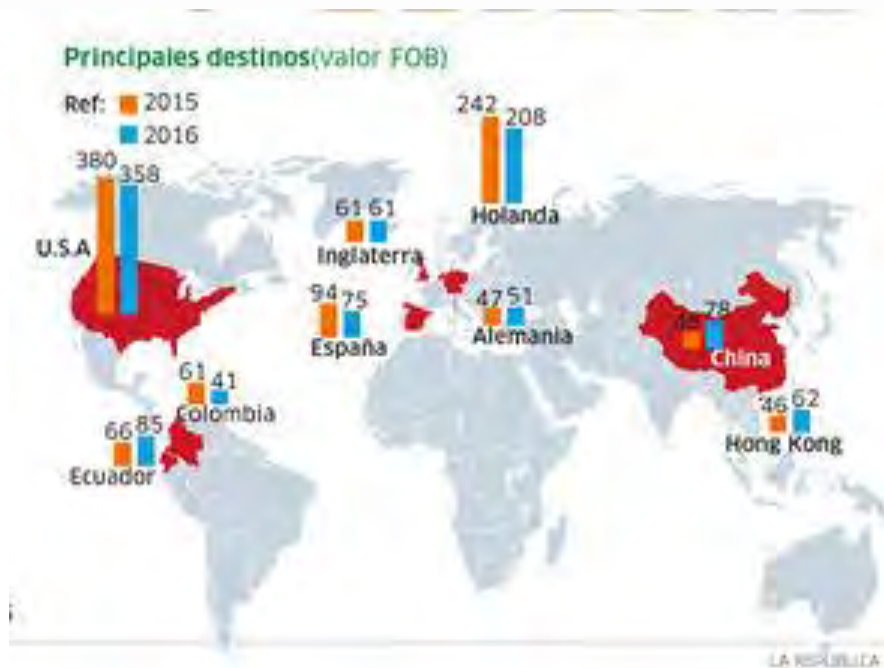 Principales destinos(valor FOB)
Ref: 2015
2016
380 358
U.S.A
242 208
Holanda
61 61
Inglaterra
94 75
España
47 51
Alemania
78
China
61 41
Colombia
66 85
Ecuador
46 62
Hong Kong
LA REPÚBLICA